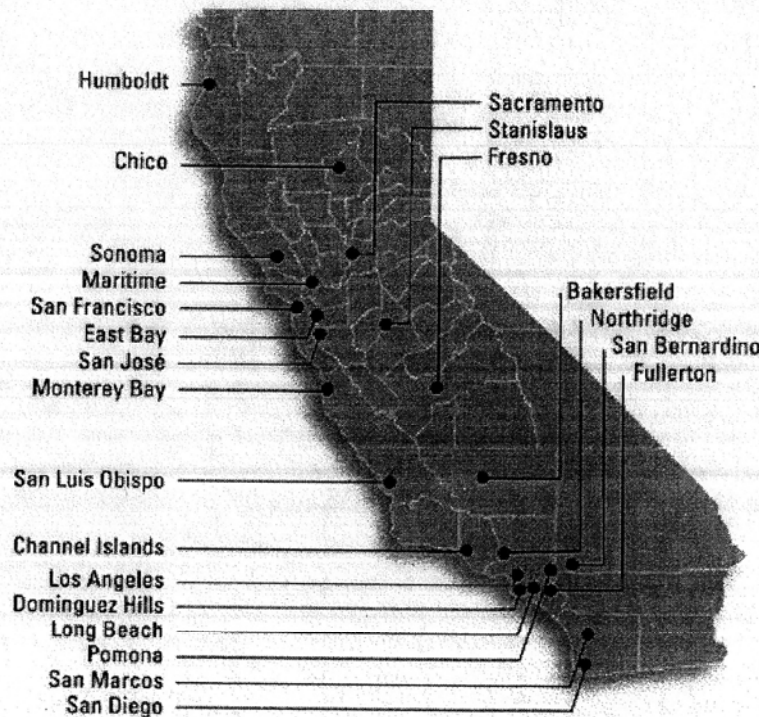 Humboldt
Chico
Sonoma
Maritime
San Francisco
East Bay
San José
Monterey Bay
San Luis Obispo
Channel Islands
Los Angeles
Dominguez Hills
Long Beach
Pomona
San Marcos
San Diego
Sacramento
Stanislaus
Fresno
Bakersfield
Northridge
San Bernardino
Fullerton